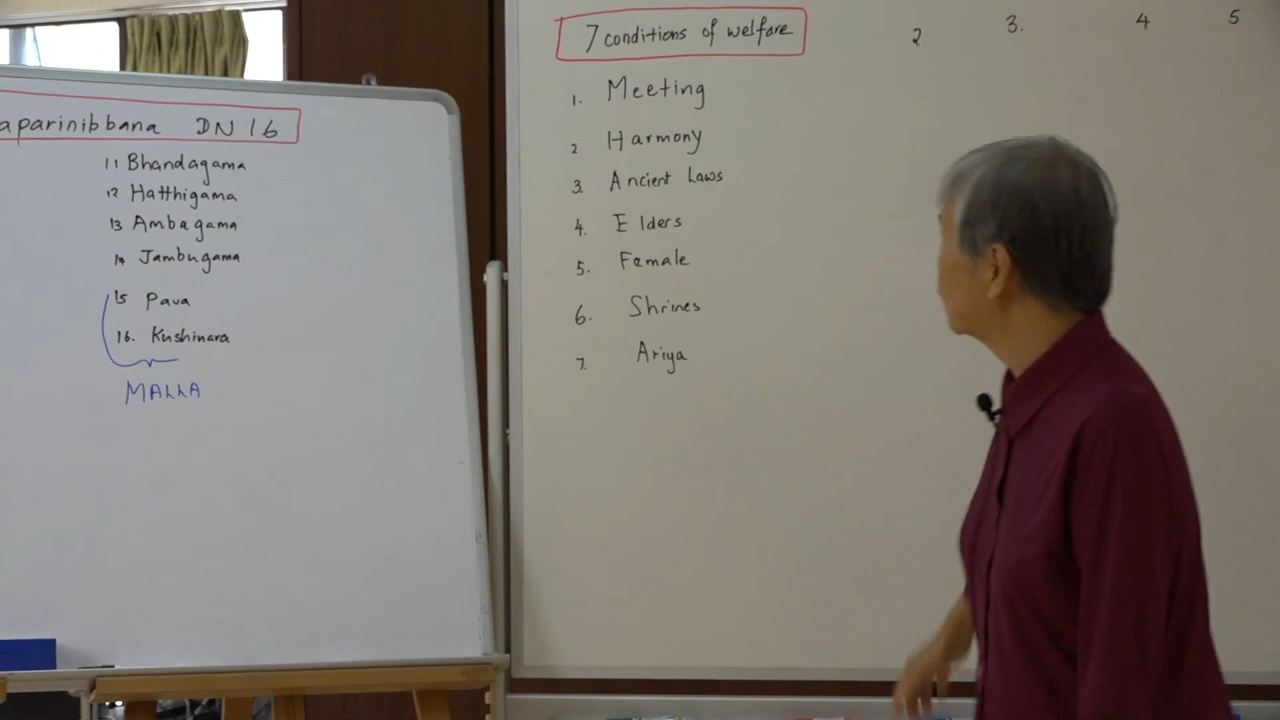 aparinibbana DN 16
11 Bhandagama
12 Hatthigama
13 Ambagama
14 Jambugama
15 Pava
16. Kushinara
MALLA
7 conditions of welfare
1. Meeting
2 Harmony
3. Ancient Laws
4. Elders
5. Female
6. Shrines
7. Ariya
2 3. 4 5